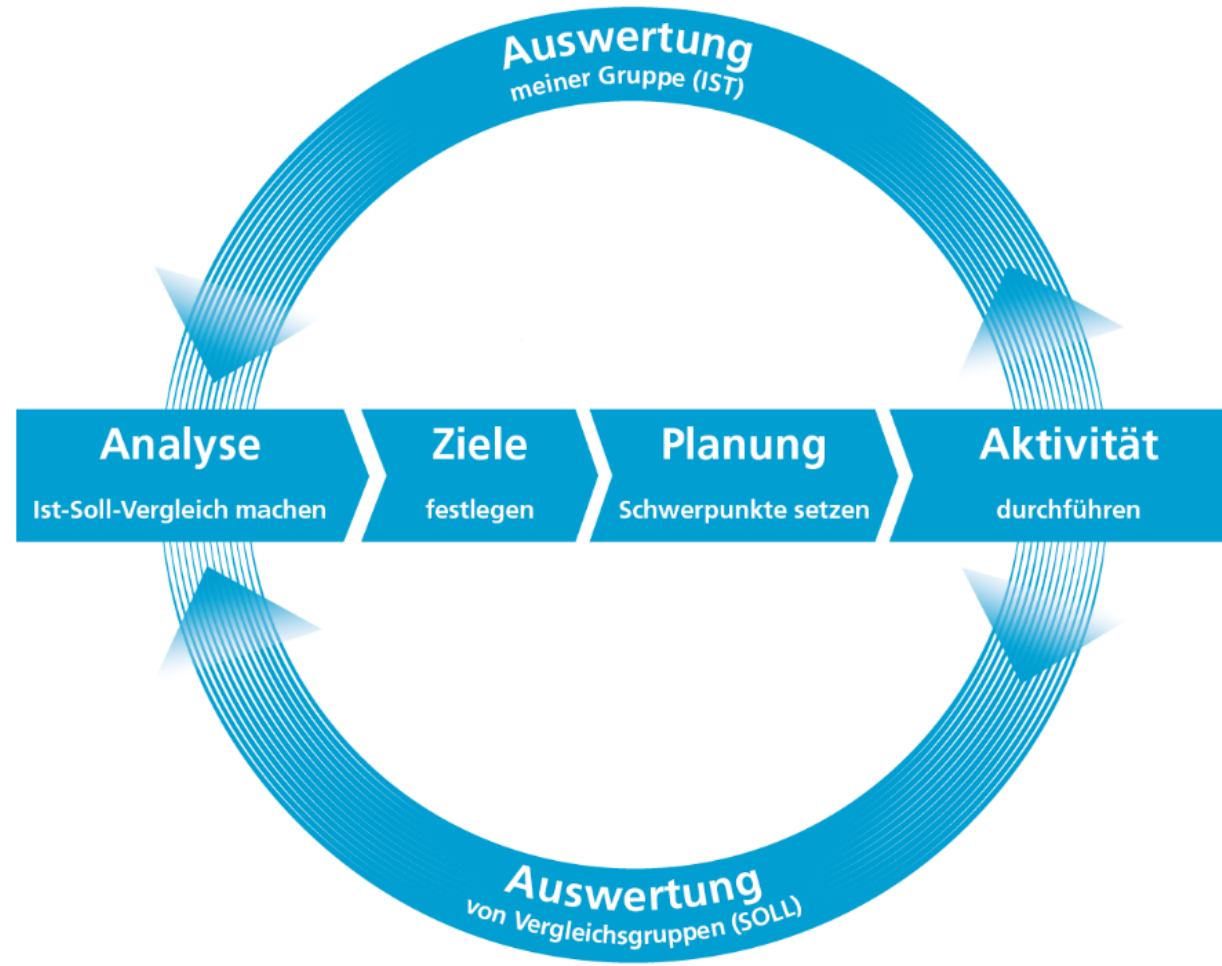 Auswertung
meiner Gruppe (IST)
Analyse
Ist-Soll-Vergleich machen
Ziele
festlegen
Planung
Schwerpunkte setzen
Aktivität
durchführen
Auswertung
von Vergleichsgruppen (SOLL)